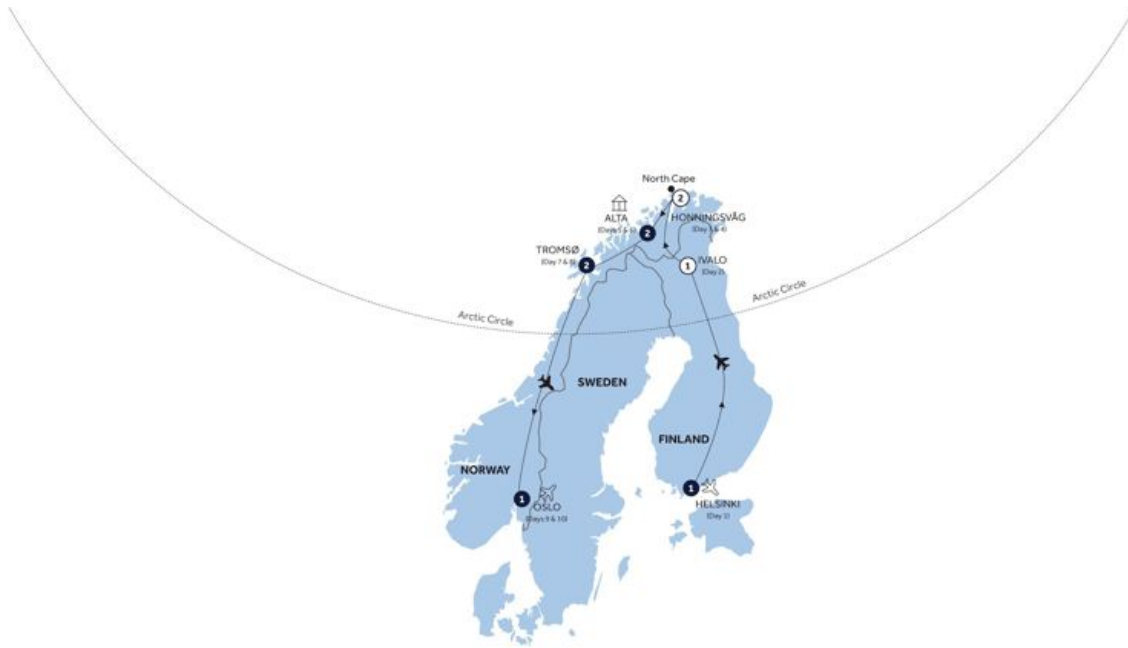 North Cape
2
HONNINGSVÅG
(Day 3 & 4)
ALTA
(Days 5 & 6)
2
TROMSØ
(Day 7 & 8)
2
1
IVALO
(Day 2)
Arctic Circle
Arctic Circle
SWEDEN
FINLAND
NORWAY
1
OSLO
(Days 9 & 10)
1
HELSINKI
(Day 1)